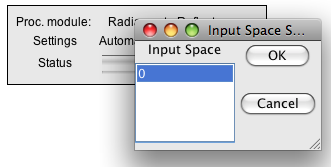 Proc. module:
Settings
Status
Input Space S...
Input Space
0
OK
Cancel